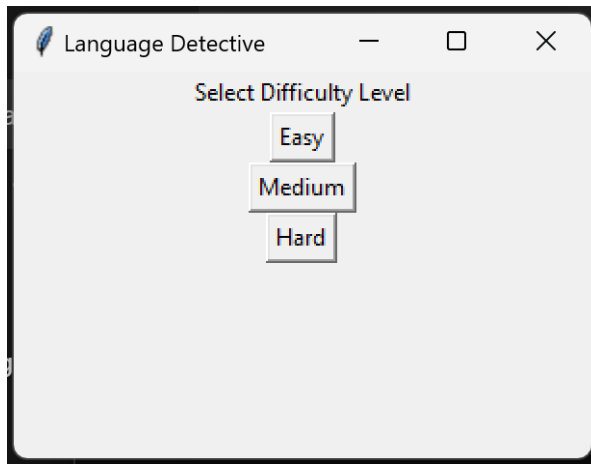 Language Detective
Select Difficulty Level
Easy
Medium
Hard